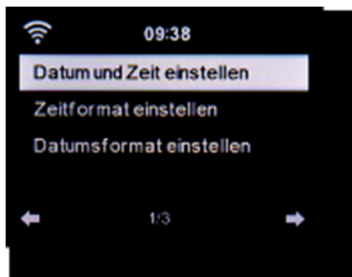 09:38
Datum und Zeit einstellen
Zeitformat einstellen
Datumsformat einstellen
1/3